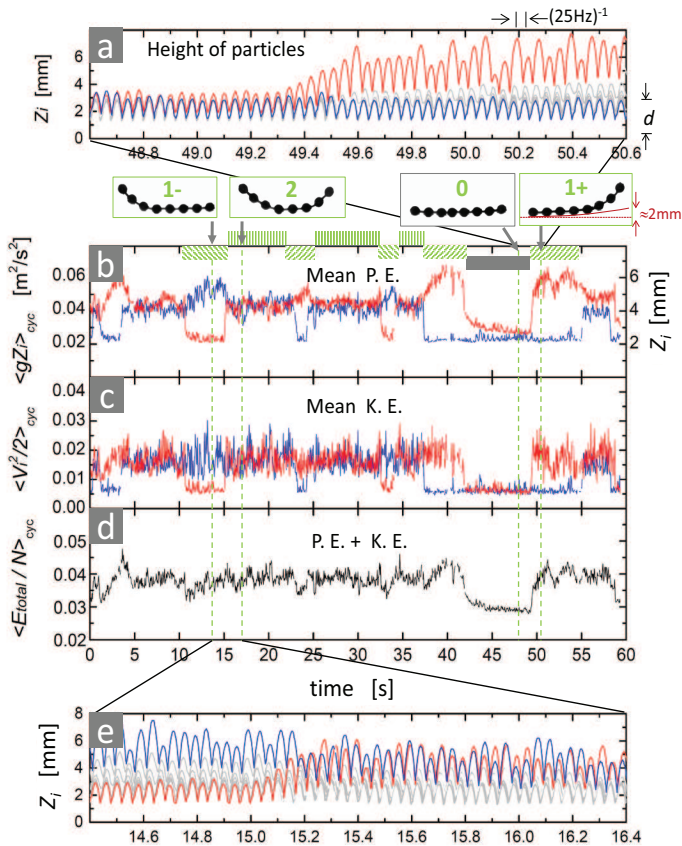 (25Hz)-1
a
Height of particles
Zi [mm]
8
6
4
2
0
d
48.8 49.0 49.2 49.4 49.6 49.8 50.0 50.2 50.4 50.6
1-
2
0
1+
≈2mm
b
Mean P. E.
<gZi>cyc [m²/s²]
0.06
0.04
0.02
6
4
2
Zi [mm]
c
Mean K. E.
<Vi²/2>cyc
0.04
0.03
0.02
0.01
0.00
d
P. E. + K. E.
<Etotal / N>cyc
0.05
0.04
0.03
0.02
0 5 10 15 20 25 30 35 40 45 50 55 60
time [s]
e
Zi [mm]
8
6
4
2
0
14.6 14.8 15.0 15.2 15.4 15.6 15.8 16.0 16.2 16.4